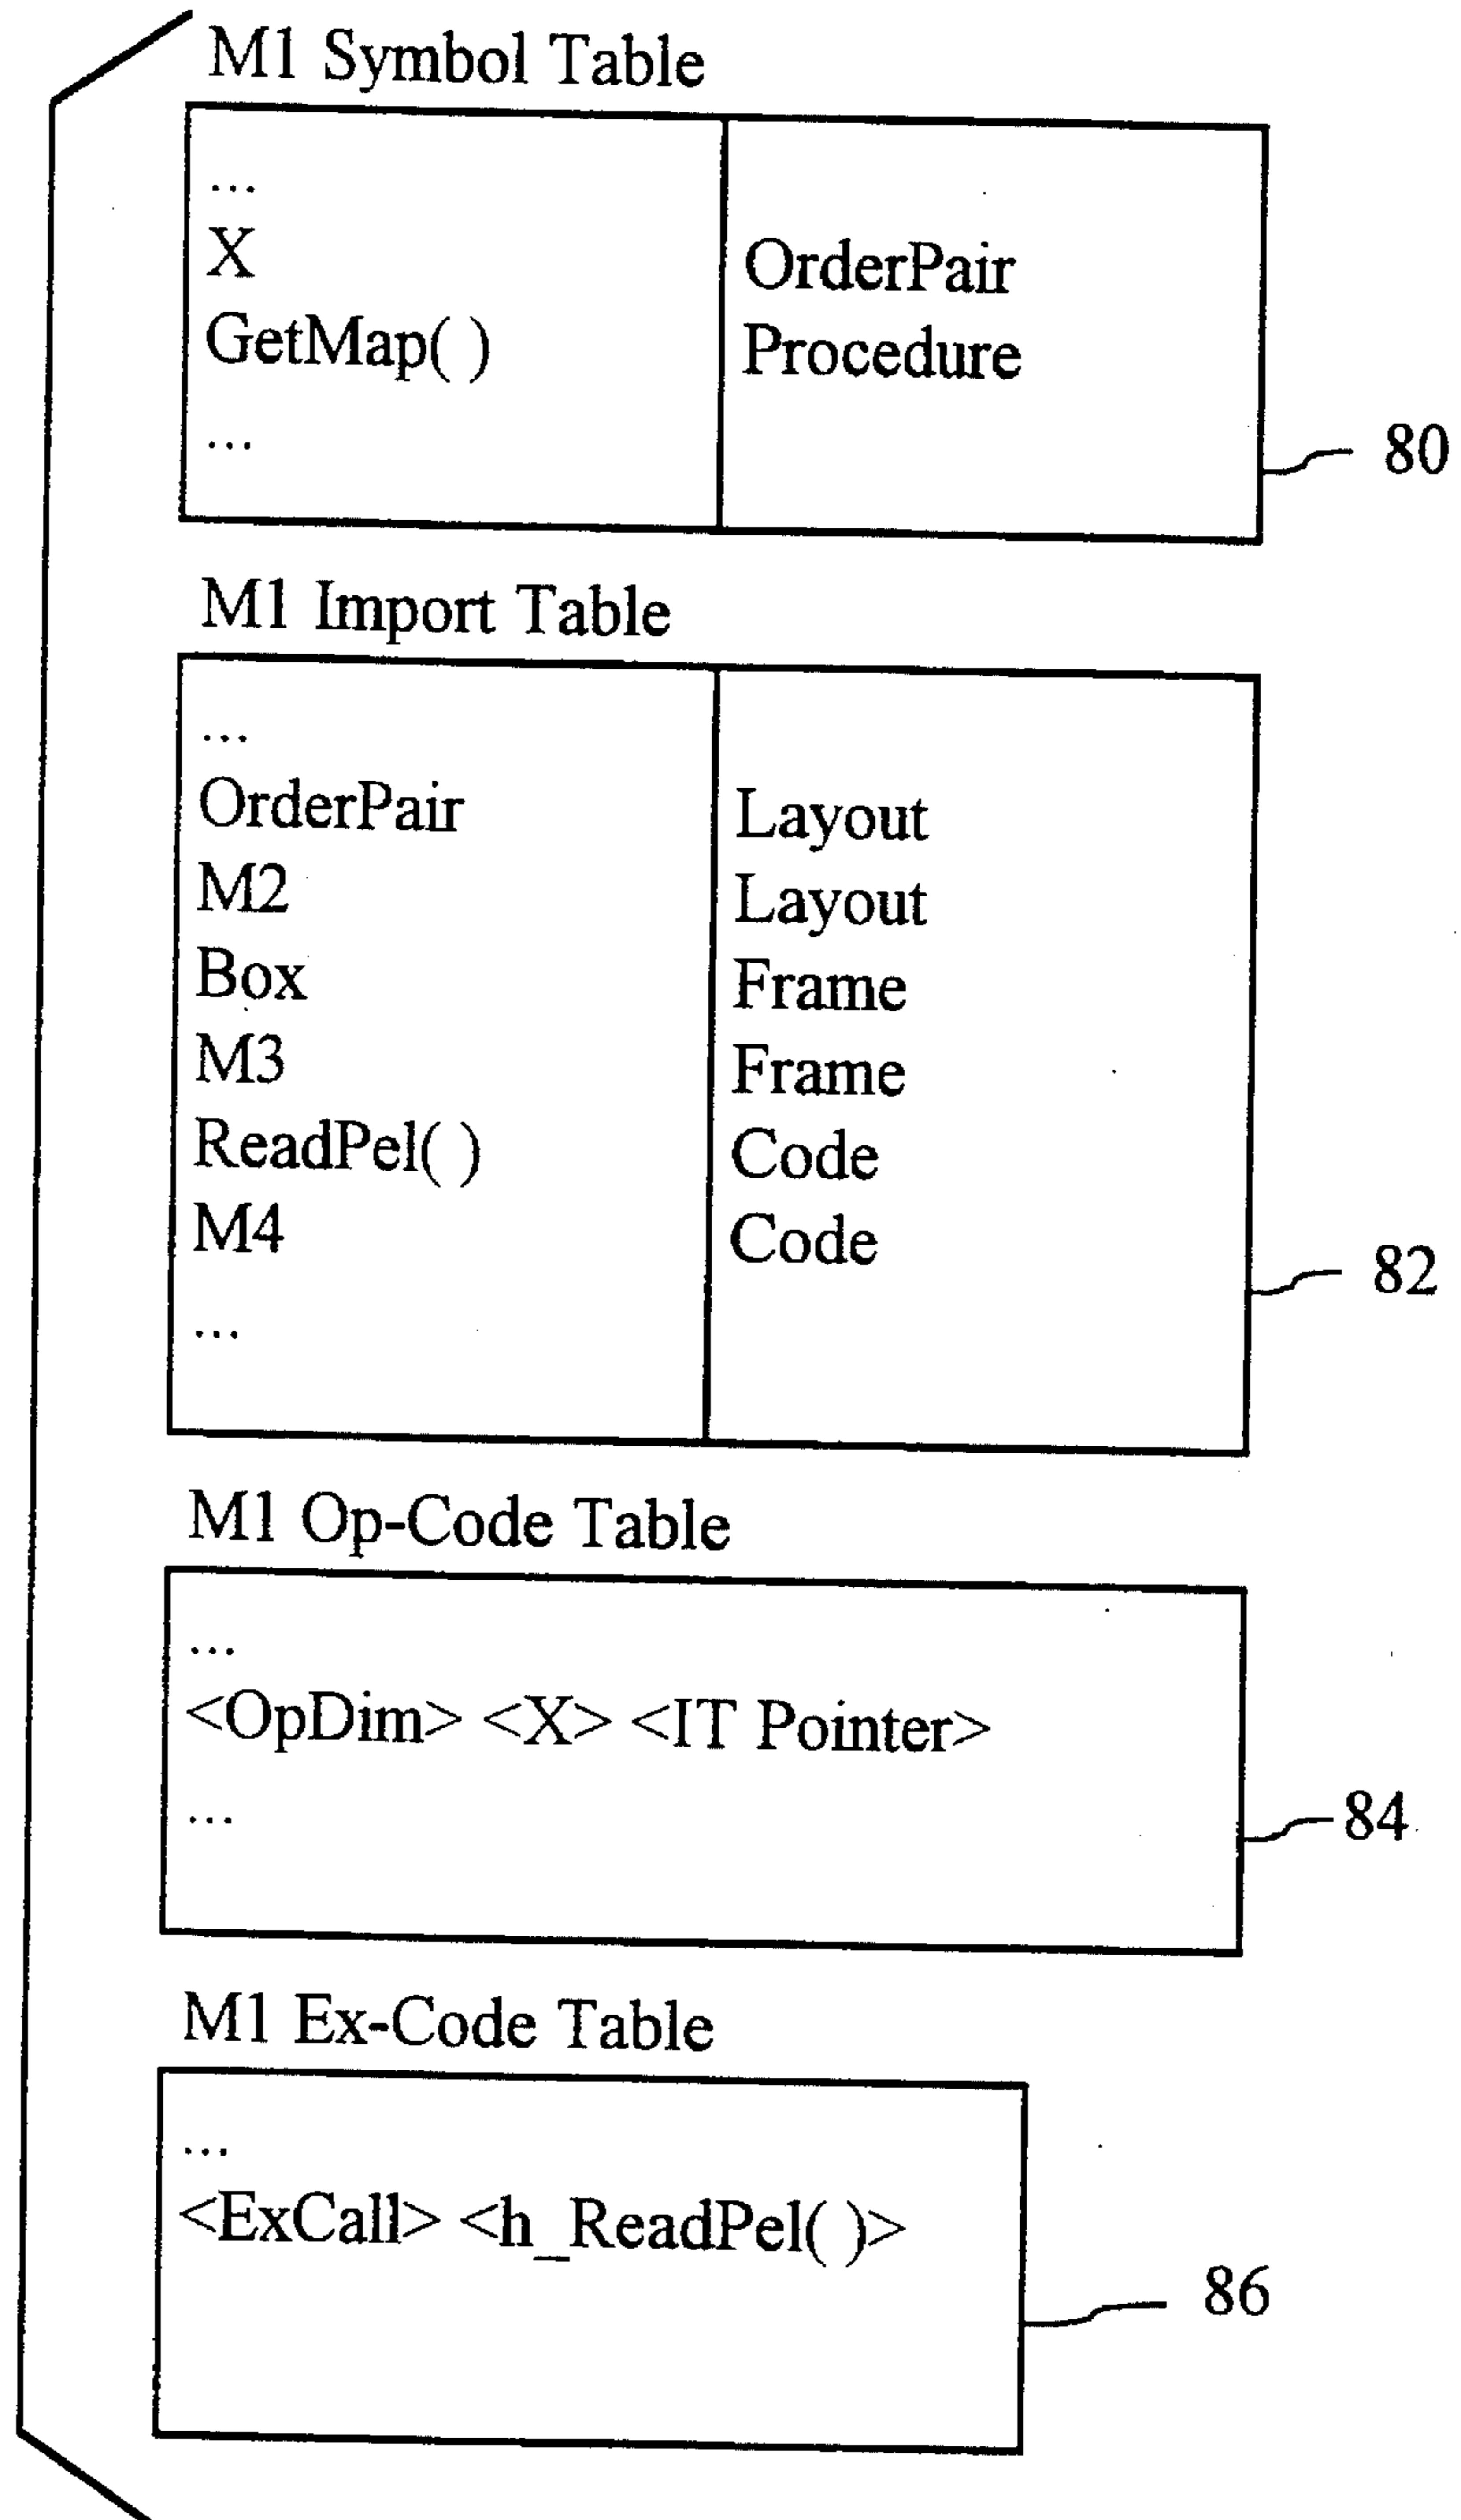 M1 Symbol Table
...
X OrderPair
GetMap( ) Procedure
...
80
M1 Import Table
...
OrderPair Layout
M2 Layout
Box Frame
M3 Frame
ReadPel( ) Code
M4 Code
...
82
M1 Op-Code Table
...
<OpDim> <X> <IT Pointer>
...
84
M1 Ex-Code Table
...
<ExCall> <h_ReadPel( )>
86